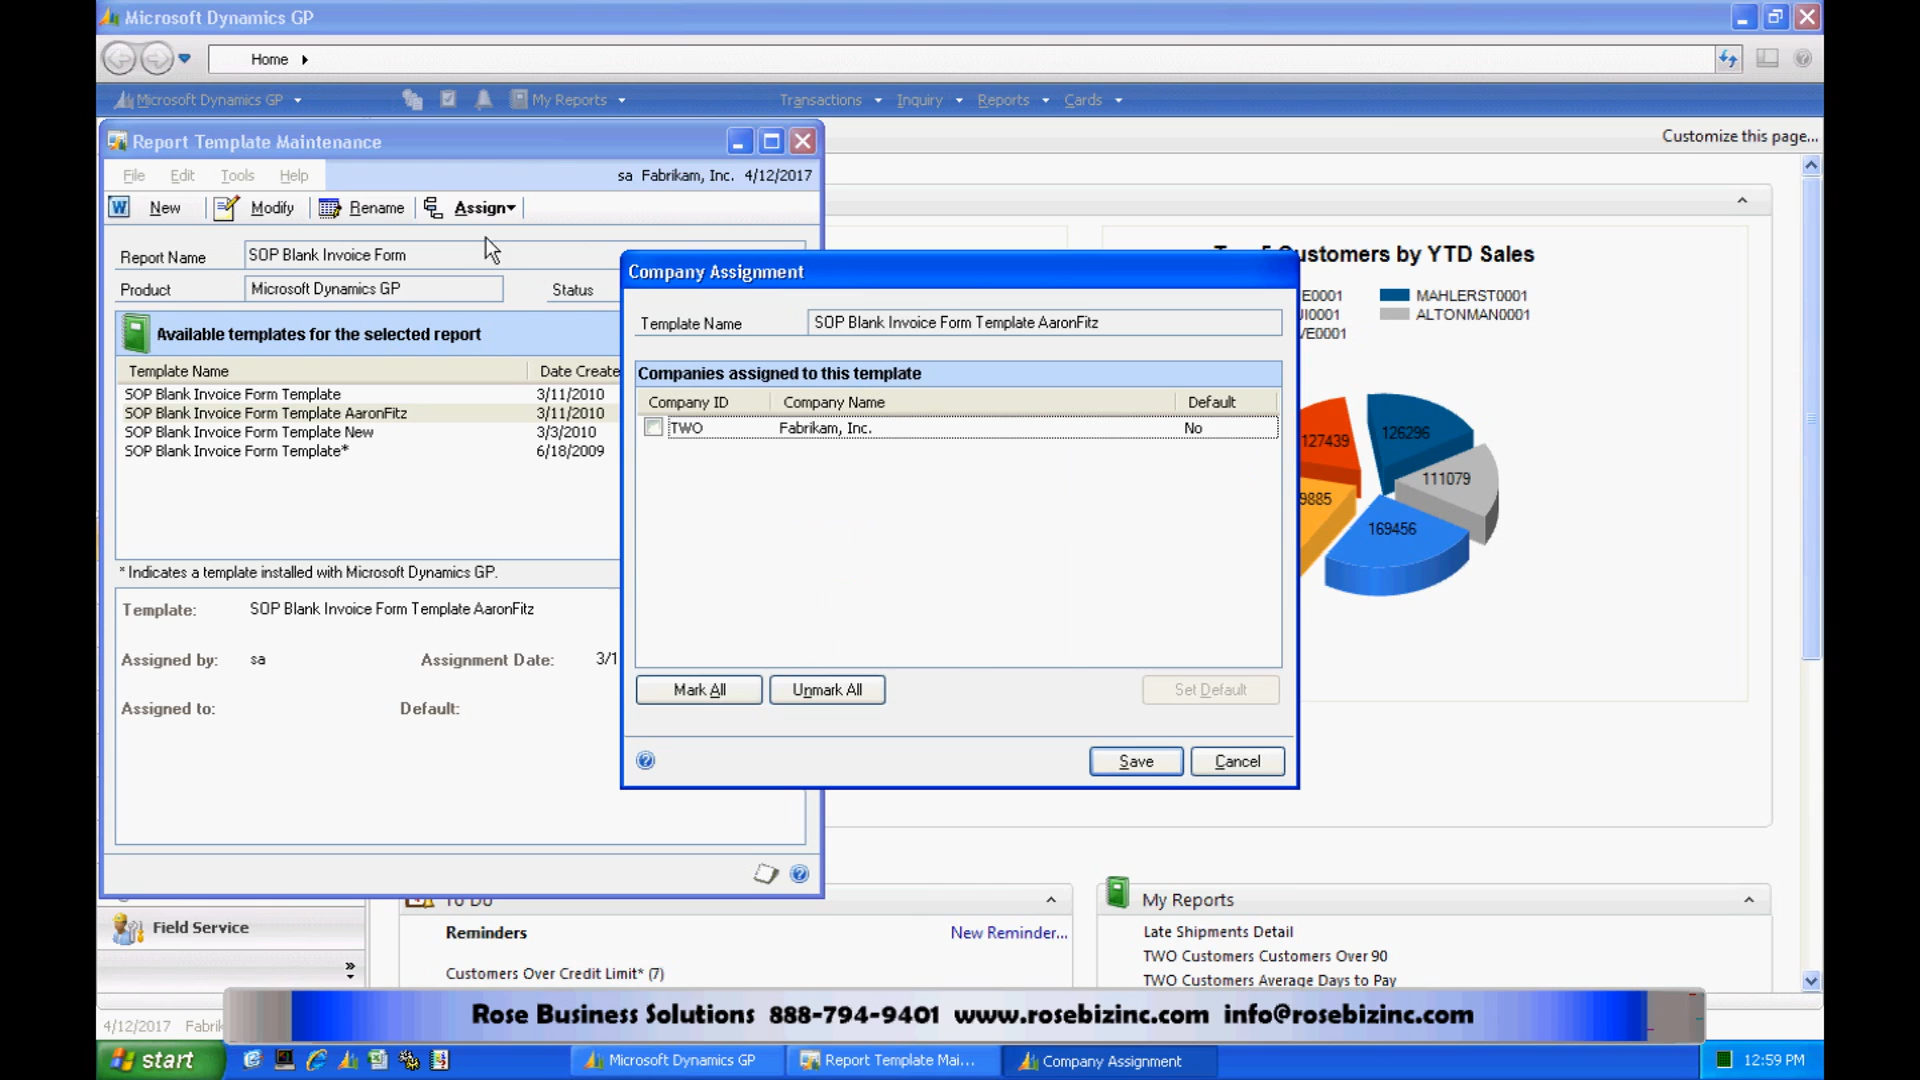 Microsoft Dynamics GP
Home
Microsoft Dynamics GP My Reports Transactions Inquiry Reports Cards
Customize this page...
Report Template Maintenance
File Edit Tools Help sa Fabrikam, Inc. 4/12/2017
New Modify Rename Assign
Report Name SOP Blank Invoice Form
Product Microsoft Dynamics GP Status
Available templates for the selected report
Template Name Date Create
SOP Blank Invoice Form Template 3/11/2010
SOP Blank Invoice Form Template AaronFitz 3/11/2010
SOP Blank Invoice Form Template New 3/3/2010
SOP Blank Invoice Form Template* 6/18/2009
* Indicates a template installed with Microsoft Dynamics GP.
Template: SOP Blank Invoice Form Template AaronFitz
Assigned by: sa Assignment Date: 3/1
Assigned to: Default:
Company Assignment
Template Name SOP Blank Invoice Form Template AaronFitz
Companies assigned to this template
Company ID Company Name Default
TWO Fabrikam, Inc. No
Mark All Unmark All Set Default
Save Cancel
ustomers by YTD Sales
E0001 MAHLERST0001
I0001 ALTONMAN0001
VE0001
127439
126296
111079
9885
169456
Field Service
To Do
Reminders New Reminder...
Customers Over Credit Limit* (7)
My Reports
Late Shipments Detail
TWO Customers Customers Over 90
TWO Customers Average Days to Pay
4/12/2017 Fabrik
Rose Business Solutions 888-794-9401 www.rosebizinc.com info@rosebizinc.com
start Microsoft Dynamics GP Report Template Mai... Company Assignment 12:59 PM